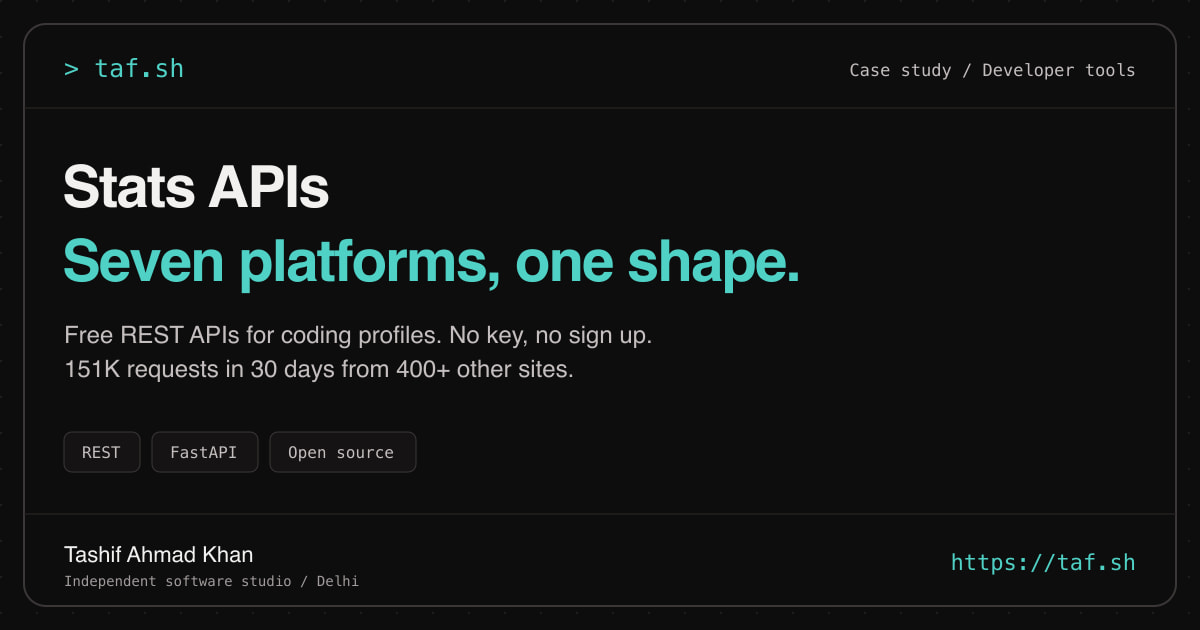 > taf.sh
Case study / Developer tools
Stats APIs
Seven platforms, one shape.
Free REST APIs for coding profiles. No key, no sign up.
151K requests in 30 days from 400+ other sites.
REST
FastAPI
Open source
Tashif Ahmad Khan
Independent software studio / Delhi
https://taf.sh